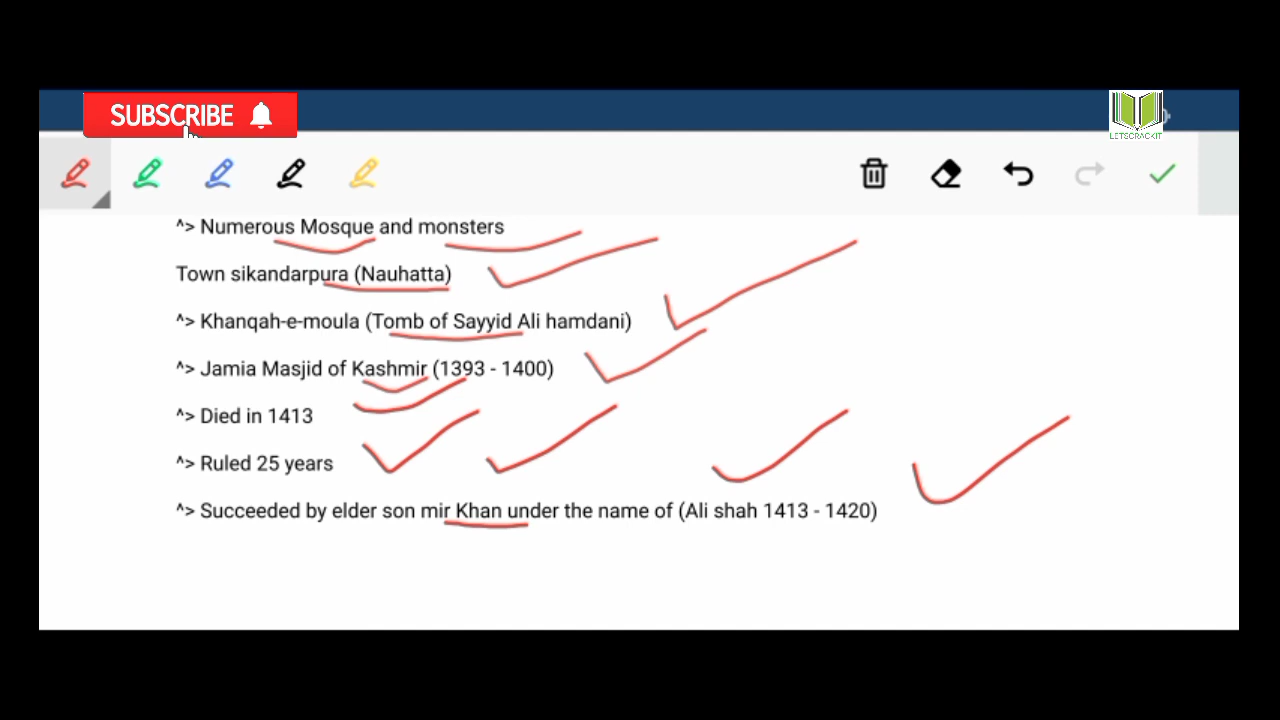 SUBSCRIBE
LETSCRACKIT
^> Numerous Mosque and monsters
Town sikandarpura (Nauhatta)
^> Khanqah-e-moula (Tomb of Sayyid Ali hamdani)
^> Jamia Masjid of Kashmir (1393 - 1400)
^> Died in 1413
^> Ruled 25 years
^> Succeeded by elder son mir Khan under the name of (Ali shah 1413 - 1420)